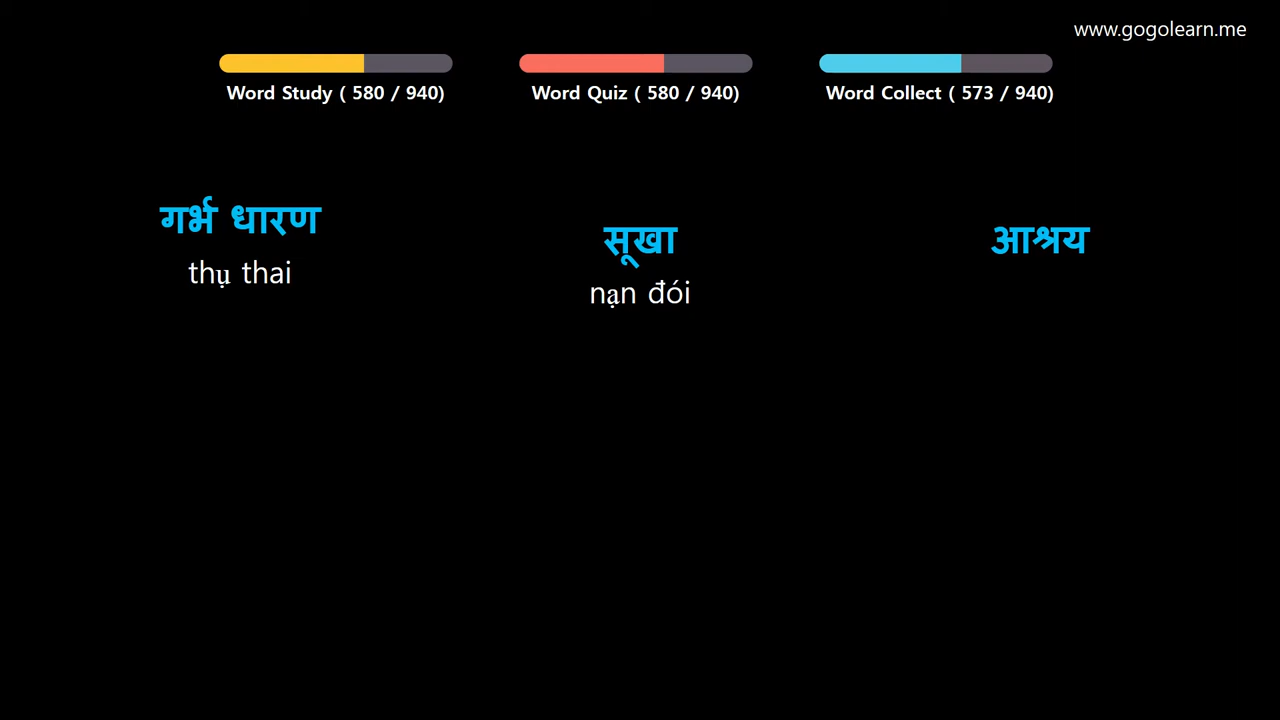 www.gogolearn.me
Word Study ( 580 / 940)
Word Quiz ( 580 / 940)
Word Collect ( 573 / 940)
गर्भ धारण
thụ thai
सूखा
nạn đói
आश्रय